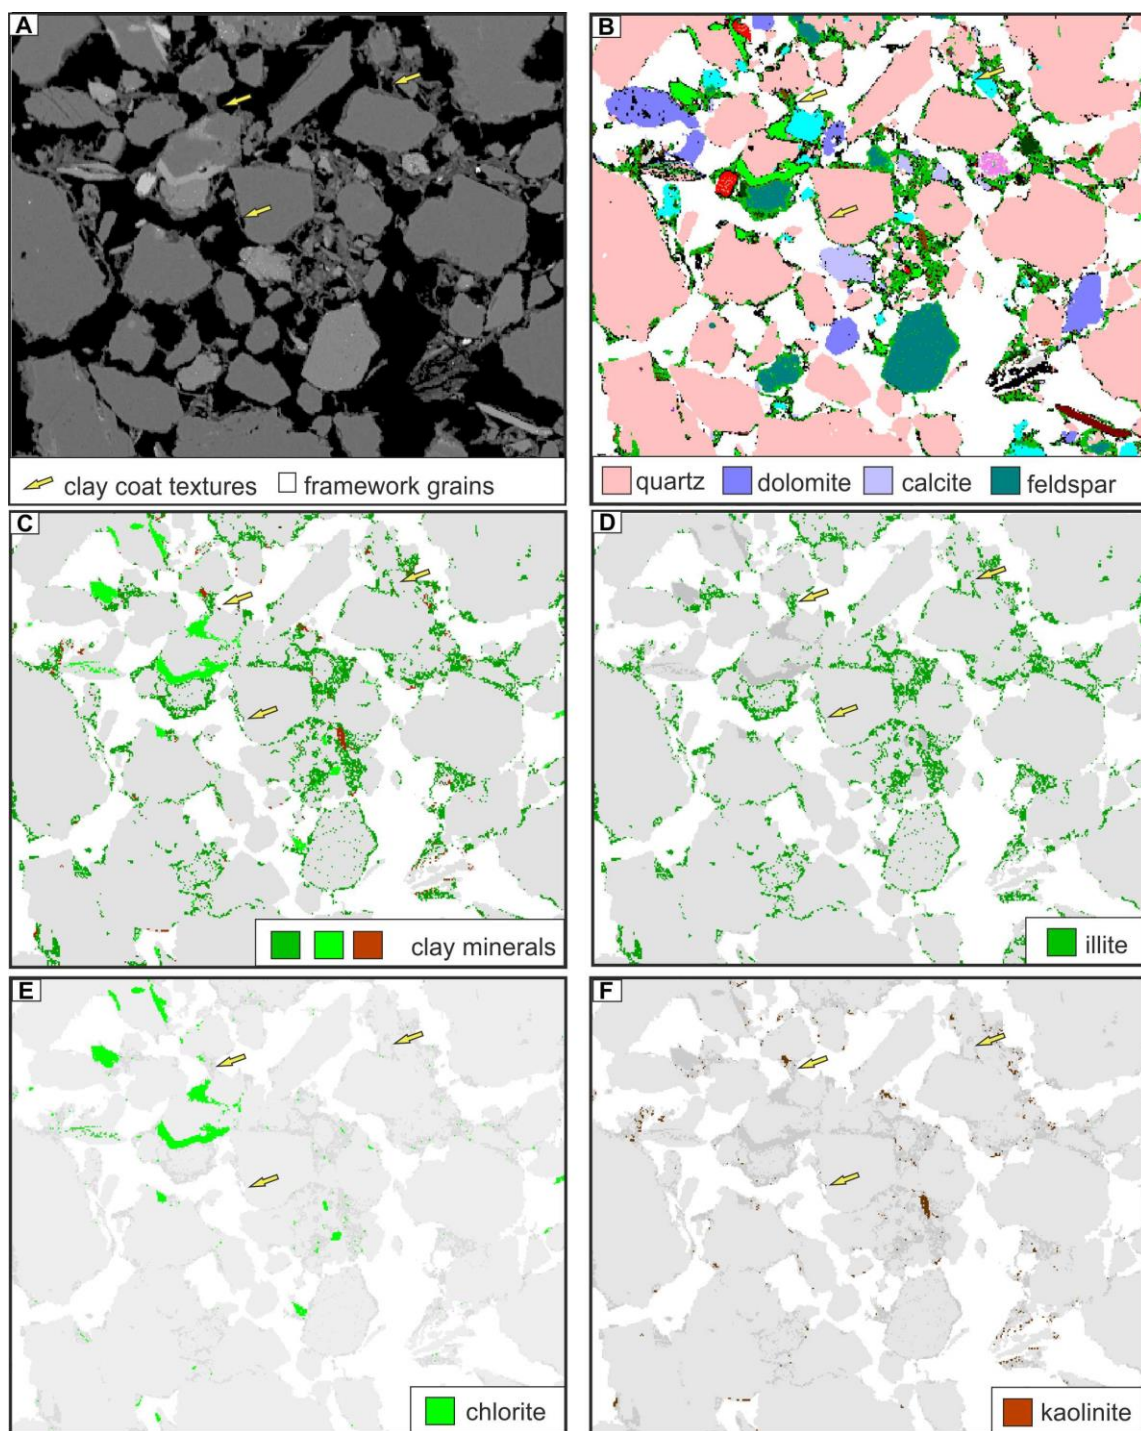 A
B
clay coat textures framework grains
quartz dolomite calcite feldspar
C
D
clay minerals
illite
E
F
chlorite
kaolinite